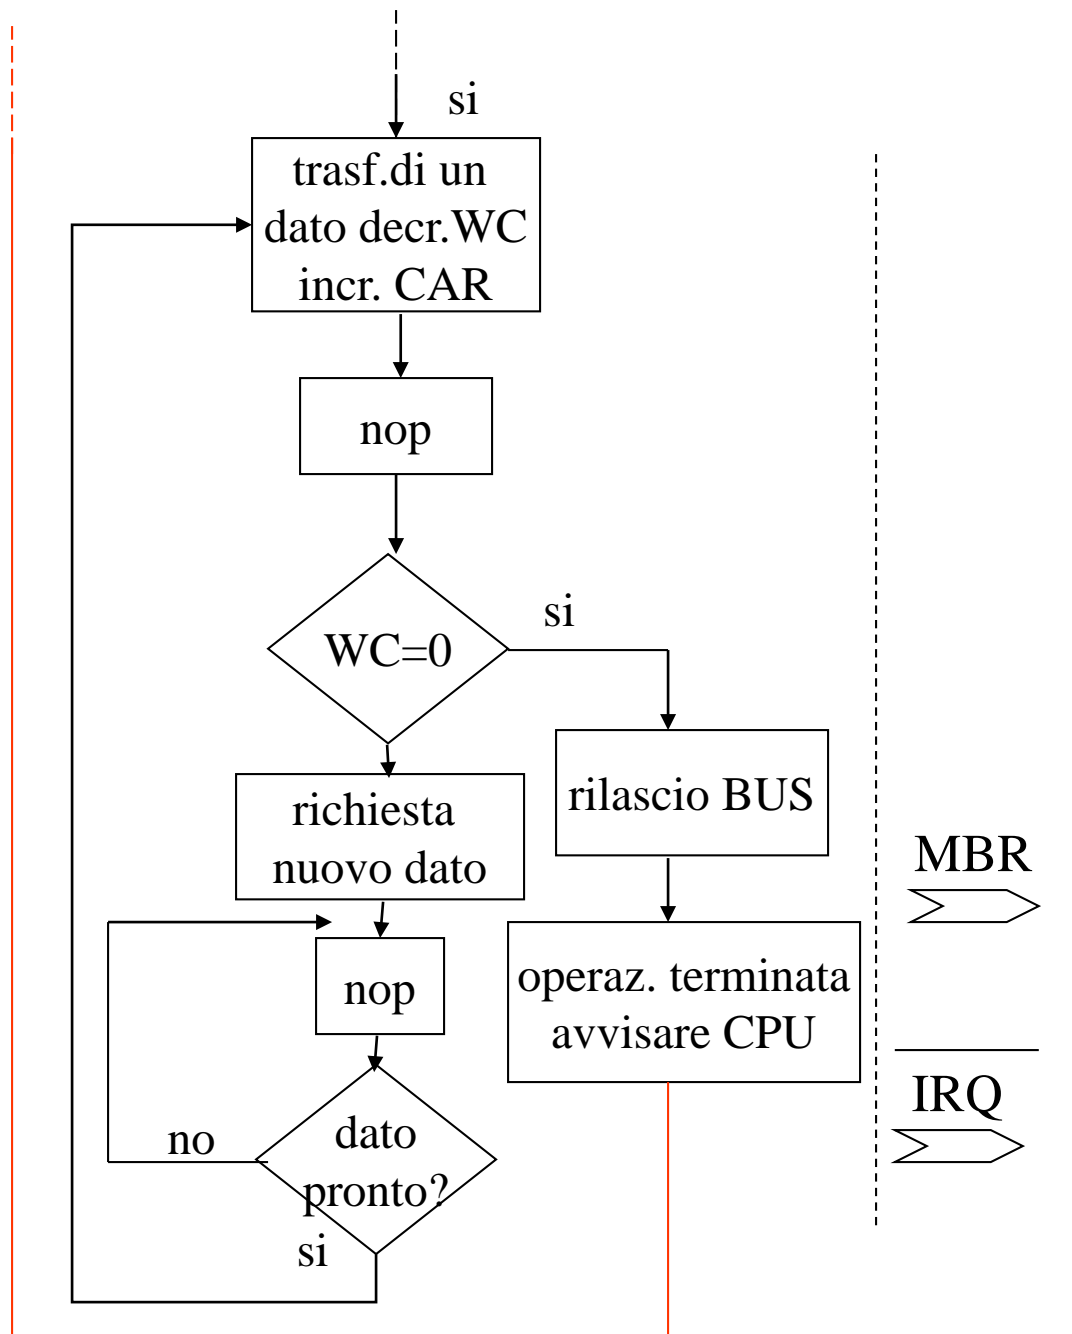 si
trasf.di un
dato decr.WC
incr. CAR
nop
si
WC=0
rilascio BUS
richiesta
nuovo dato
MBR
nop
operaz. terminata
avvisare CPU
IRQ
no
dato
pronto?
si